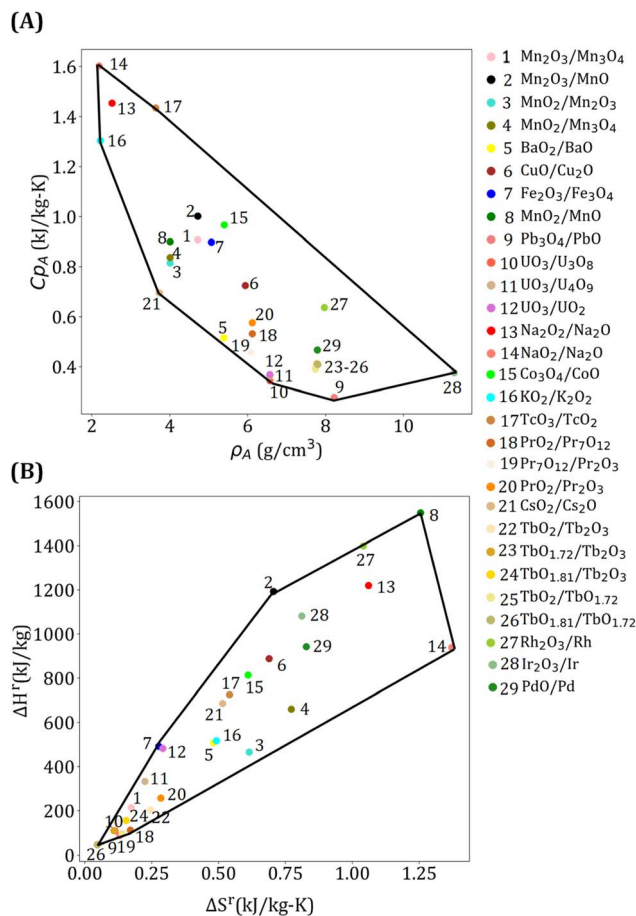 (A)
1.6
1.4
1.2
1.0
0.8
0.6
0.4
Cp_A (kJ/kg-K)
14
13
17
16
2
1
15
7
8
4
3
21
6
27
5
20
18
19
29
12
23-26
11
10
9
28
2
4
6
8
10
ρ_A (g/cm³)
1 Mn₂O₃/Mn₃O₄
2 Mn₂O₃/MnO
3 MnO₂/Mn₂O₃
4 MnO₂/Mn₃O₄
5 BaO₂/BaO
6 CuO/Cu₂O
7 Fe₂O₃/Fe₃O₄
8 MnO₂/MnO
9 Pb₃O₄/PbO
10 UO₃/U₃O₈
11 UO₃/U₄O₉
12 UO₃/UO₂
13 Na₂O₂/Na₂O
14 NaO₂/Na₂O
15 Co₃O₄/CoO
16 KO₂/K₂O₂
17 TcO₃/TcO₂
18 PrO₂/Pr₇O₁₂
19 Pr₇O₁₂/Pr₂O₃
20 PrO₂/Pr₂O₃
21 CsO₂/Cs₂O
22 TbO₂/Tb₂O₃
23 TbO₁.₇₂/Tb₂O₃
24 TbO₁.₈₁/Tb₂O₃
25 TbO₂/TbO₁.₇₂
26 TbO₁.₈₁/TbO₁.₇₂
27 Rh₂O₃/Rh
28 Ir₂O₃/Ir
29 PdO/Pd
(B)
1600
1400
1200
1000
800
600
400
200
0
ΔHʳ(kJ/kg)
8
27
2
13
28
29
14
6
15
17
21
4
7
12
5
16
3
11
1
20
10
24
22
26
9
19
18
0.00
0.25
0.50
0.75
1.00
1.25
ΔSʳ(kJ/kg-K)